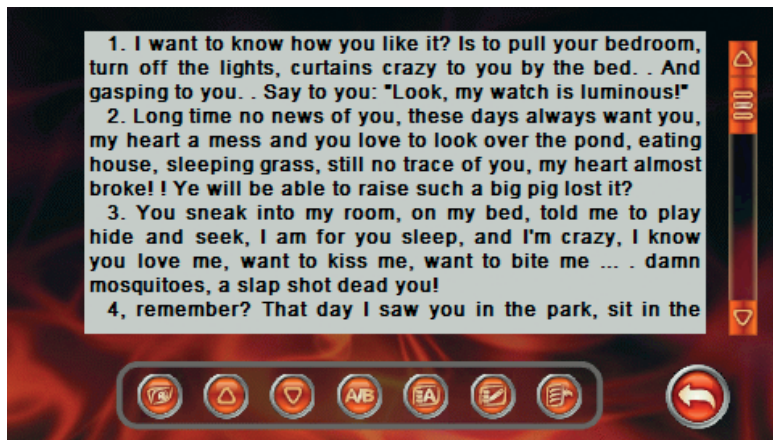 1. I want to know how you like it? Is to pull your bedroom,
turn off the lights, curtains crazy to you by the bed. . And
gasping to you. . Say to you: "Look, my watch is luminous!"
2. Long time no news of you, these days always want you,
my heart a mess and you love to look over the pond, eating
house, sleeping grass, still no trace of you, my heart almost
broke! ! Ye will be able to raise such a big pig lost it?
3. You sneak into my room, on my bed, told me to play
hide and seek, I am for you sleep, and I'm crazy, I know
you love me, want to kiss me, want to bite me ... . damn
mosquitoes, a slap shot dead you!
4, remember? That day I saw you in the park, sit in the
A/B A